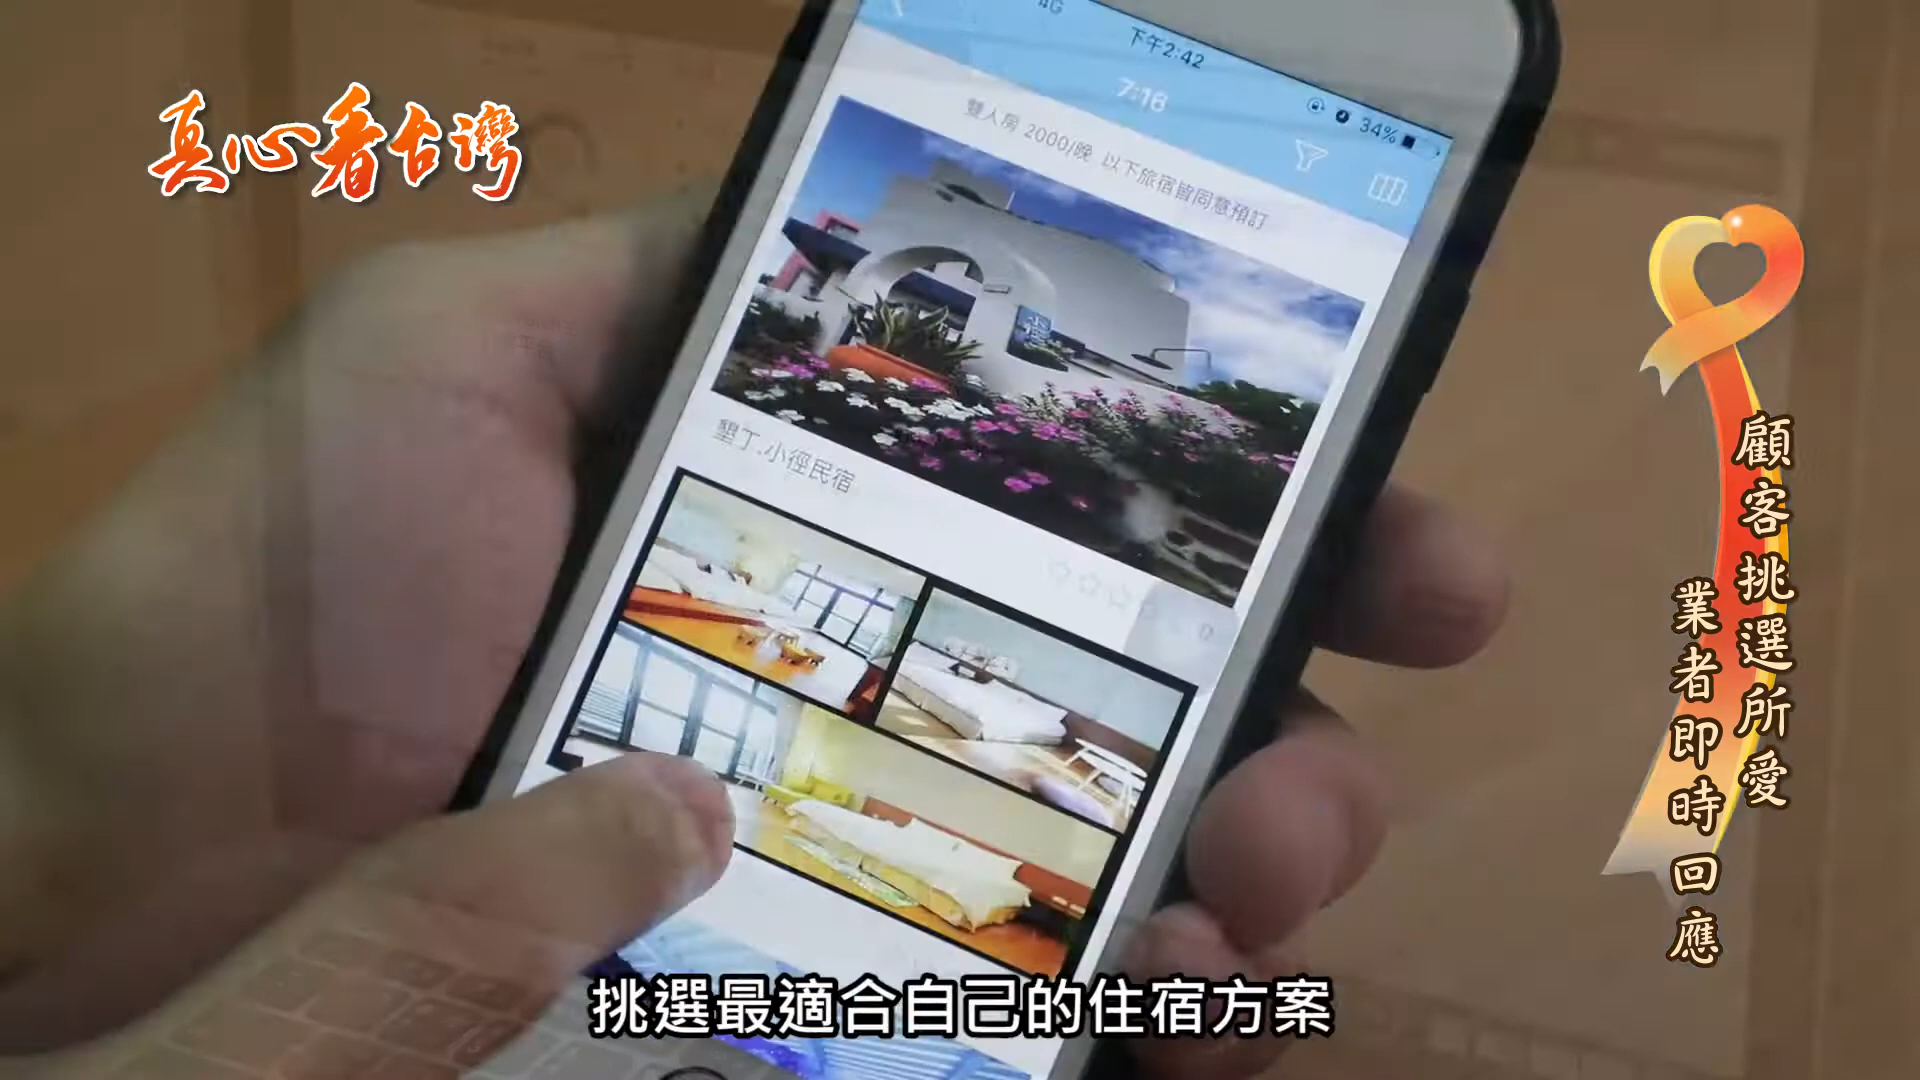 真心看台灣
4G
下午2:42
34%
7:16
雙人房 2000/晚 以下旅宿皆同意預訂
墾丁.小徑民宿
0
顧客挑選所愛
業者即時回應
挑選最適合自己的住宿方案